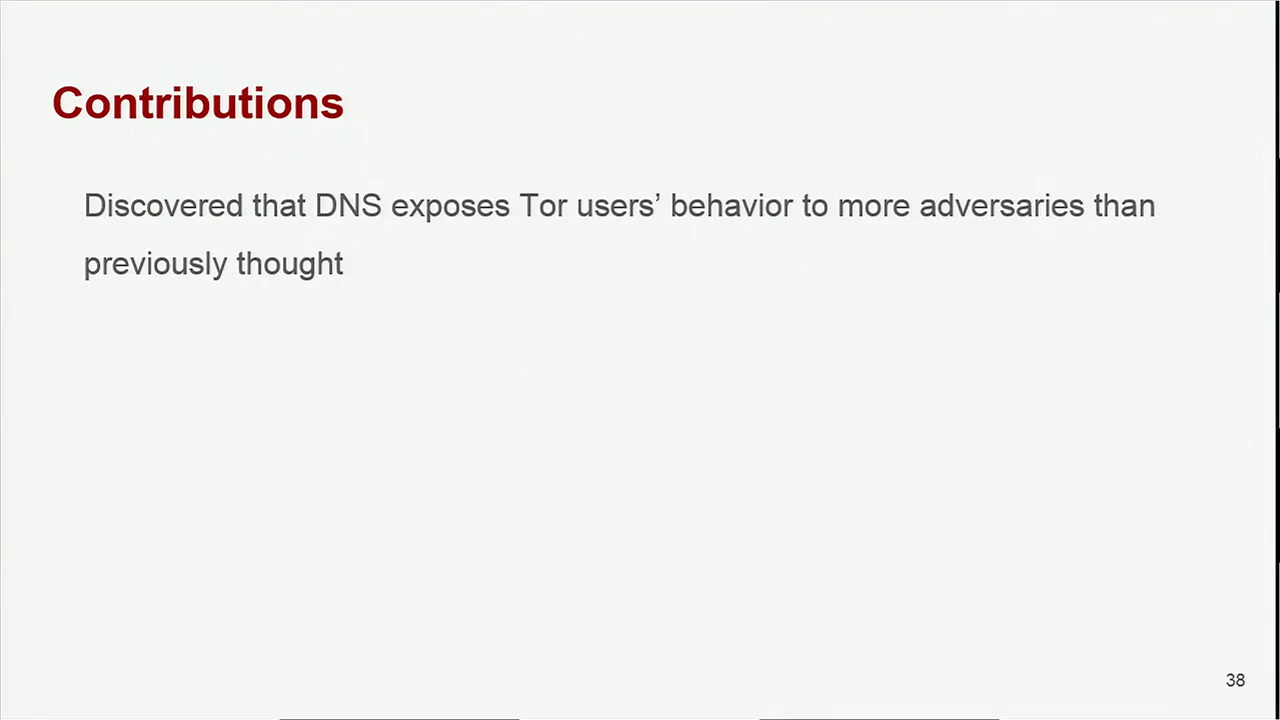 Contributions
Discovered that DNS exposes Tor users’ behavior to more adversaries than
previously thought
38